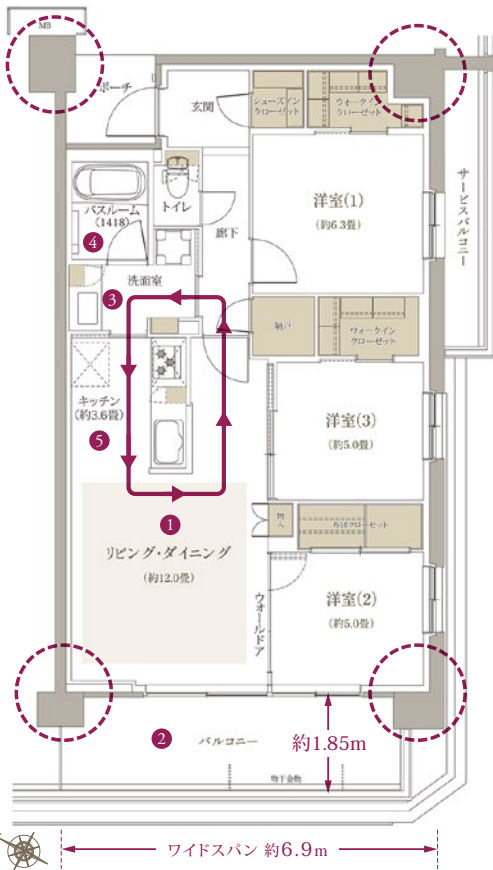 MB
ポーチ
玄関
シューズイン
クローゼット
ウォークイン
クローゼット
サービスバルコニー
バスルーム
(1418)
トイレ
洋室(1)
(約6.3畳)
4
廊下
洗面室
3
納戸
ウォークイン
クローゼット
キッチン
(約3.6畳)
洋室(3)
(約5.0畳)
5
1
物入
リビング・ダイニング
(約12.0畳)
ウォールドア
洋室(2)
(約5.0畳)
2
バルコニー
約1.85m
物干金物
ワイドスパン 約6.9m